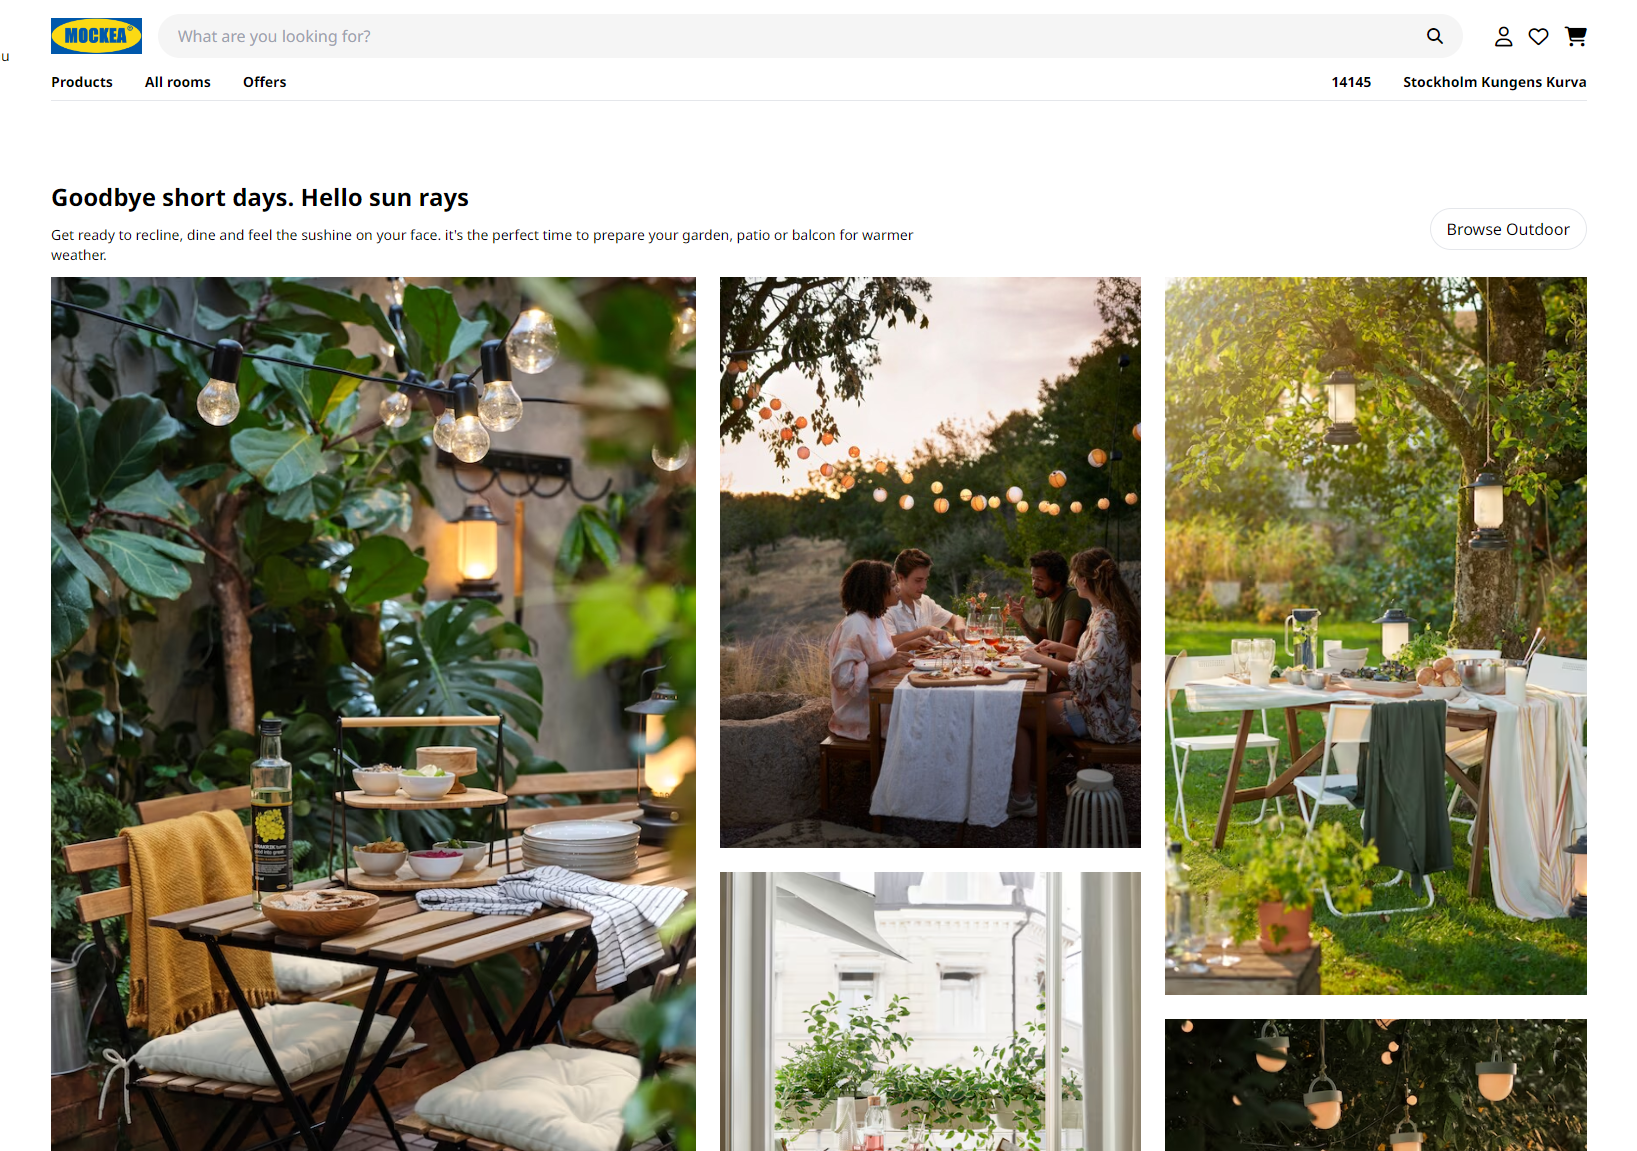 MOCKEA
What are you looking for?
u
Products All rooms Offers 14145 Stockholm Kungens Kurva
Goodbye short days. Hello sun rays
Get ready to recline, dine and feel the sushine on your face. it's the perfect time to prepare your garden, patio or balcon for warmer
weather.
Browse Outdoor